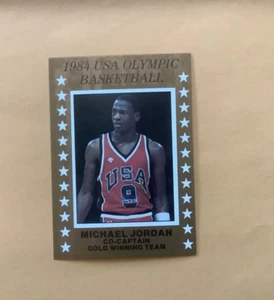 1984 USA OLYMPIC
BASKETBALL
USA
9
MICHAEL JORDAN
CO-CAPTAIN
GOLD WINNING TEAM